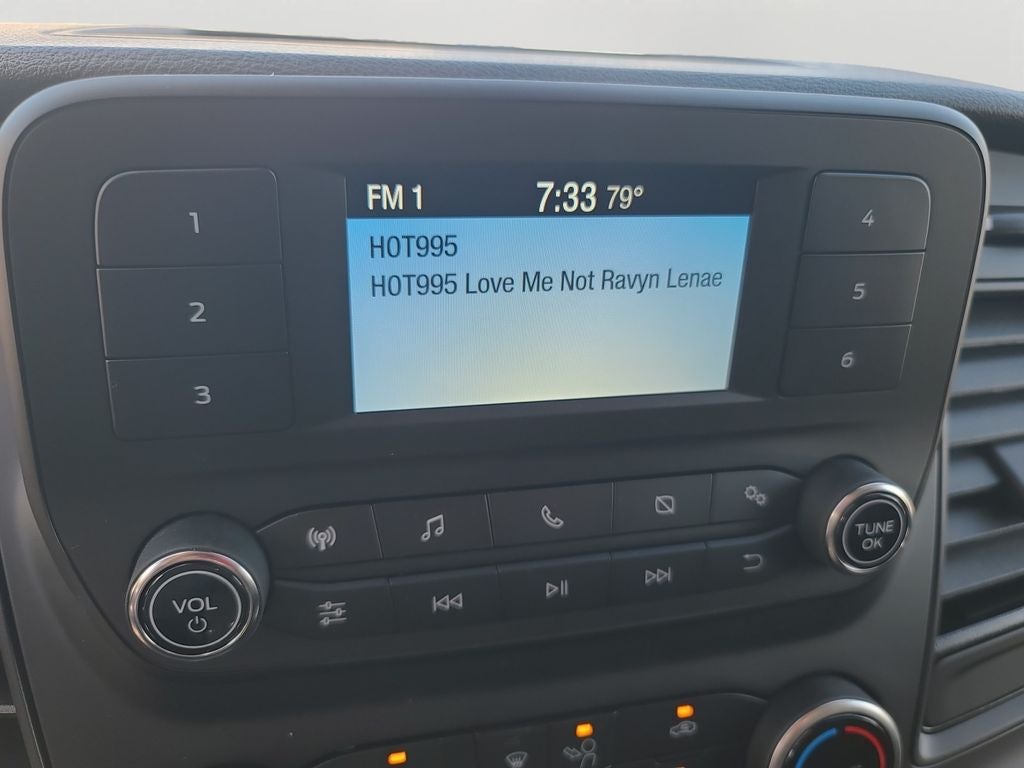 FM 1 7:33 79°
HOT995
HOT995 Love Me Not Ravyn Lenae
1
2
3
4
5
6
VOL
TUNE
OK